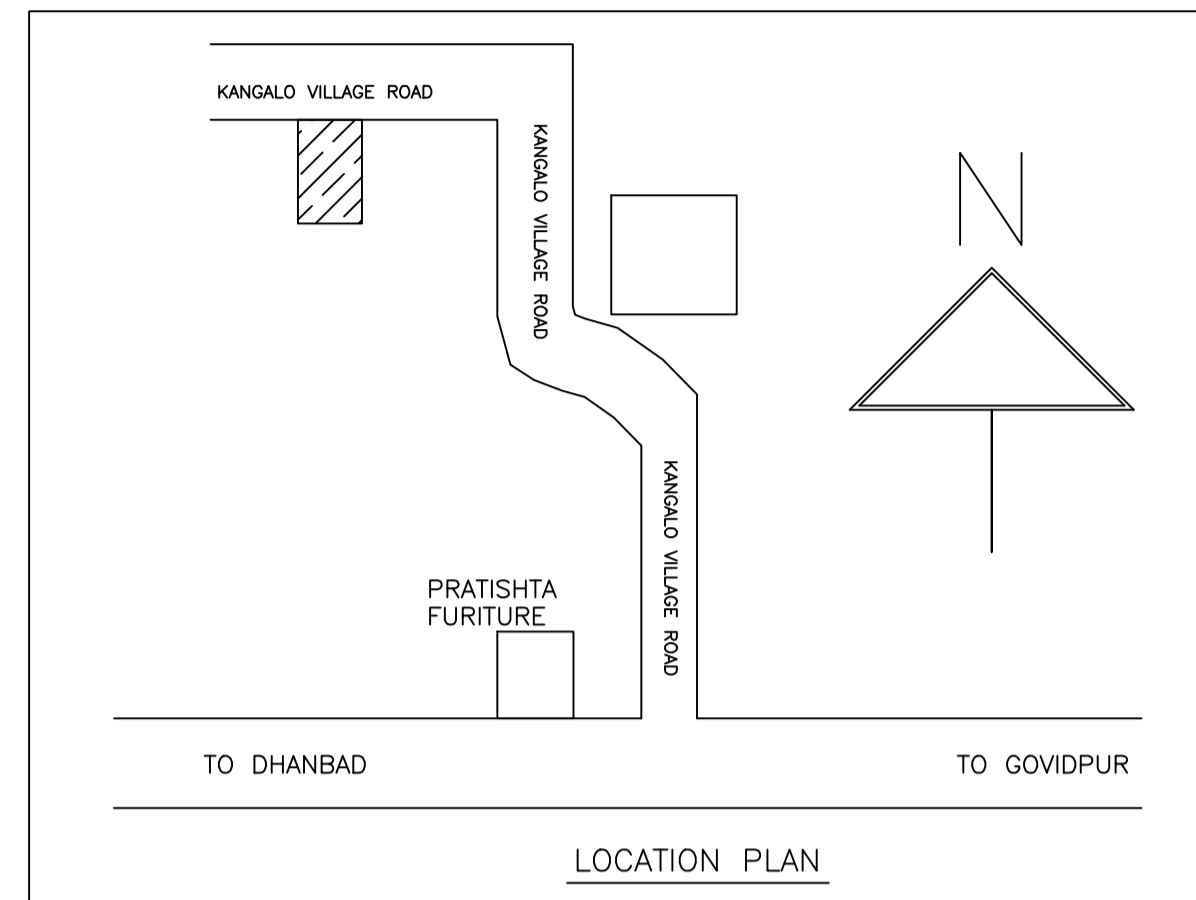 KANGALO VILLAGE ROAD
KANGALO VILLAGE ROAD
N
KANGALO VILLAGE ROAD
PRATISHTA
FURITURE
TO DHANBAD
TO GOVIDPUR
LOCATION PLAN